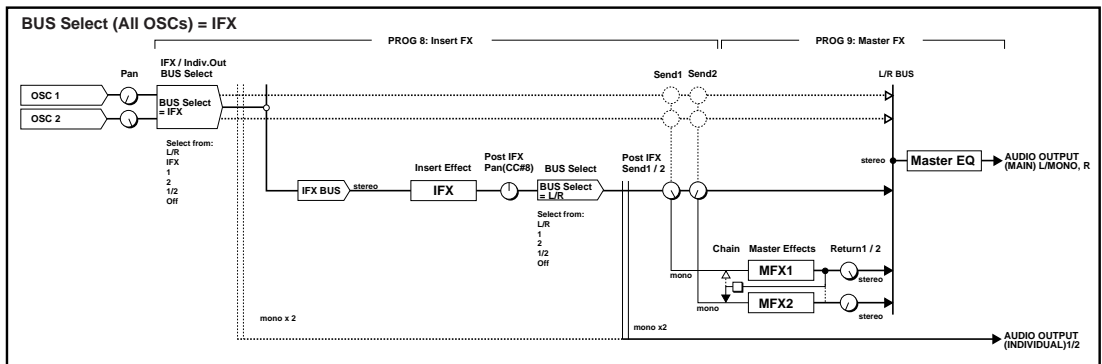 BUS Select (All OSCs) = IFX
PROG 8: Insert FX
PROG 9: Master FX
IFX / Indiv.Out
BUS Select
Pan
Send1 Send2
L/R BUS
OSC 1
OSC 2
BUS Select
= IFX
Select from:
L/R
IFX
1
2
1/2
Off
Insert Effect
Post IFX
Pan(CC#8)
BUS Select
Post IFX
Send1 / 2
IFX BUS
stereo
IFX
BUS Select
= L/R
Select from:
L/R
1
2
1/2
Off
stereo
Master EQ
AUDIO OUTPUT
(MAIN) L/MONO, R
Chain
Master Effects
Return1 / 2
mono
MFX1
stereo
mono
MFX2
stereo
mono x 2
mono x2
AUDIO OUTPUT
(INDIVIDUAL)1/2